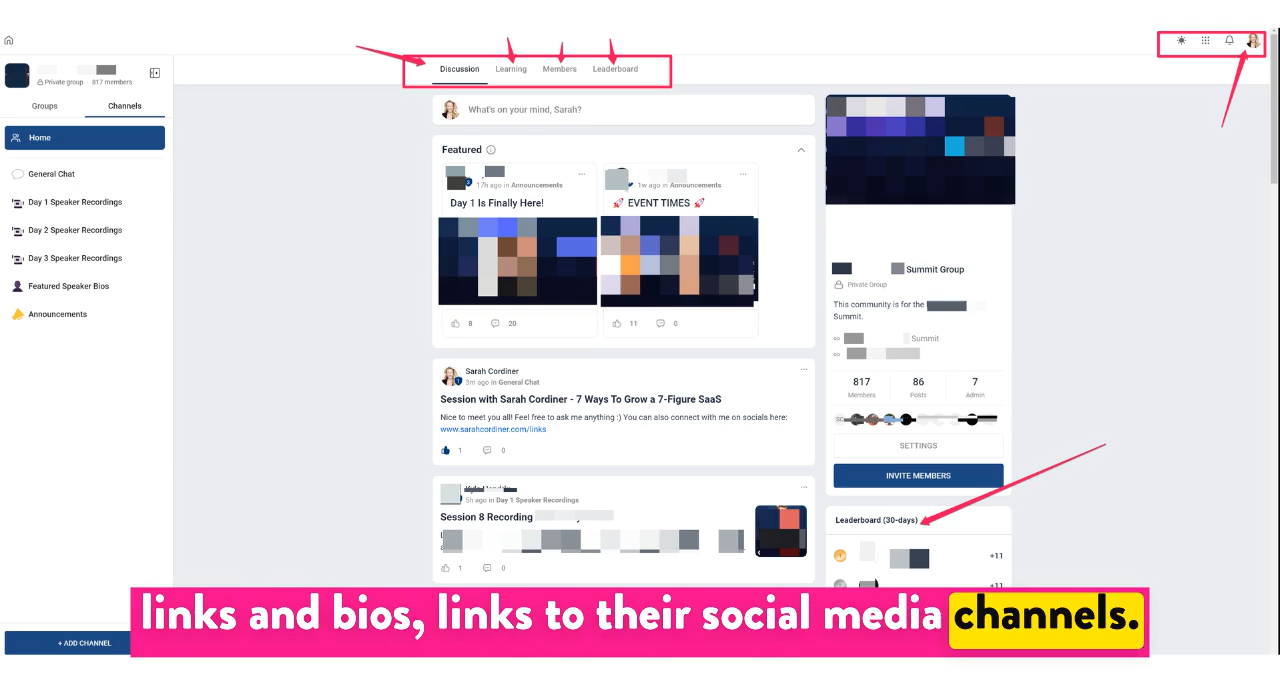 Private group · 817 members
Groups
Channels
Home
General Chat
Day 1 Speaker Recordings
Day 2 Speaker Recordings
Day 3 Speaker Recordings
Featured Speaker Bios
Announcements
+ ADD CHANNEL
Discussion
Learning
Members
Leaderboard
What's on your mind, Sarah?
Featured
17h ago in Announcements
Day 1 Is Finally Here!
8
20
1w ago in Announcements
🚀 EVENT TIMES 🚀
11
0
Sarah Cordiner
3m ago in General Chat
Session with Sarah Cordiner - 7 Ways To Grow a 7-Figure SaaS
Nice to meet you all! Feel free to ask me anything :) You can also connect with me on socials here:
www.sarahcordiner.com/links
1
0
5h ago in Day 1 Speaker Recordings
Session 8 Recording
1
0
Summit Group
Private Group
This community is for the
Summit.
Summit
817
86
7
Members
Posts
Admin
SETTINGS
INVITE MEMBERS
Leaderboard (30-days)
+11
+11
links and bios, links to their social media channels.